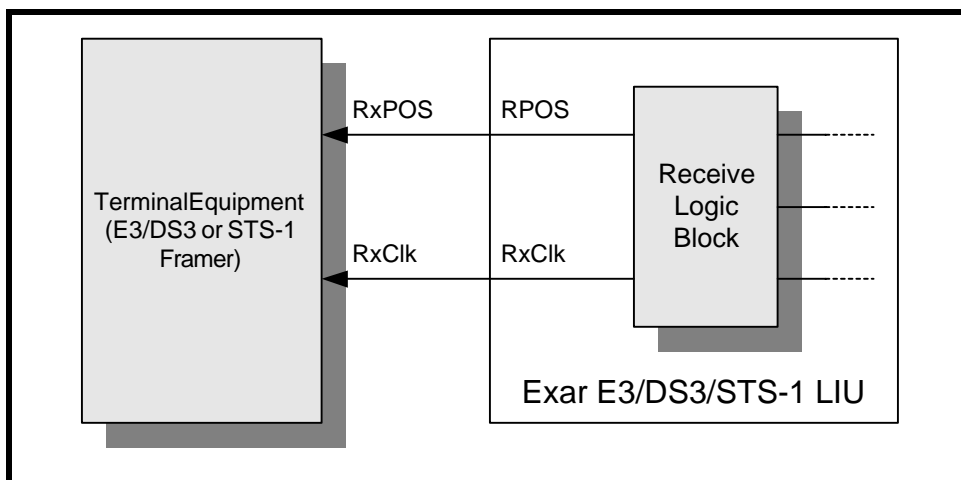 TerminalEquipment
(E3/DS3 or STS-1
Framer)
RxPOS
RPOS
RxClk
RxClk
Receive
Logic
Block
Exar E3/DS3/STS-1 LIU